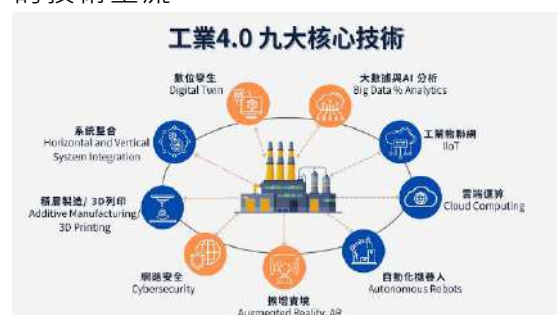 工業4.0 九大核心技術
數位孿生
Digital Twin
大數據與AI 分析
Big Data % Analytics
系統整合
Horizontal and Vertical
System Integration
工業物聯網
IIoT
積層製造/ 3D列印
Additive Manufacturing/
3D Printing
雲端運算
Cloud Computing
網路安全
Cybersecurity
擴增實境
Augmented Reality, AR
自動化機器人
Autonomous Robots